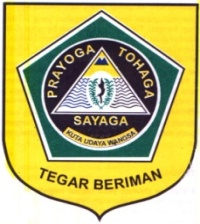 PRAYOGA TOHAGA
SAYAGA
KUTA UDAYA WANGSA
TEGAR BERIMAN